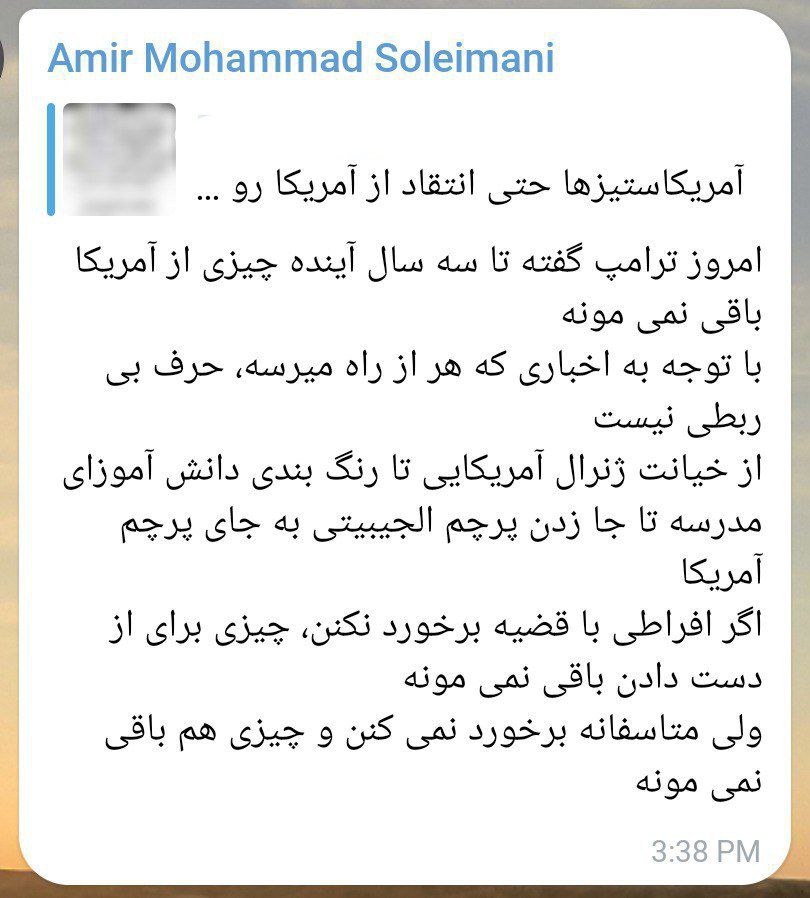 Amir Mohammad Soleimani
آمریکاستیزها حتی انتقاد از آمریکا رو ...
امروز ترامپ گفته تا سه سال آینده چیزی از آمریکا
باقی نمی مونه
با توجه به اخباری که هر از راه میرسه، حرف بی
ربطی نیست
از خیانت ژنرال آمریکایی تا رنگ بندی دانش آموزای
مدرسه تا جا زدن پرچم الجیبیتی به جای پرچم
آمریکا
اگر افراطی با قضیه برخورد نکنن، چیزی برای از
دست دادن باقی نمی مونه
ولی متاسفانه برخورد نمی کنن و چیزی هم باقی
نمی مونه
3:38 PM